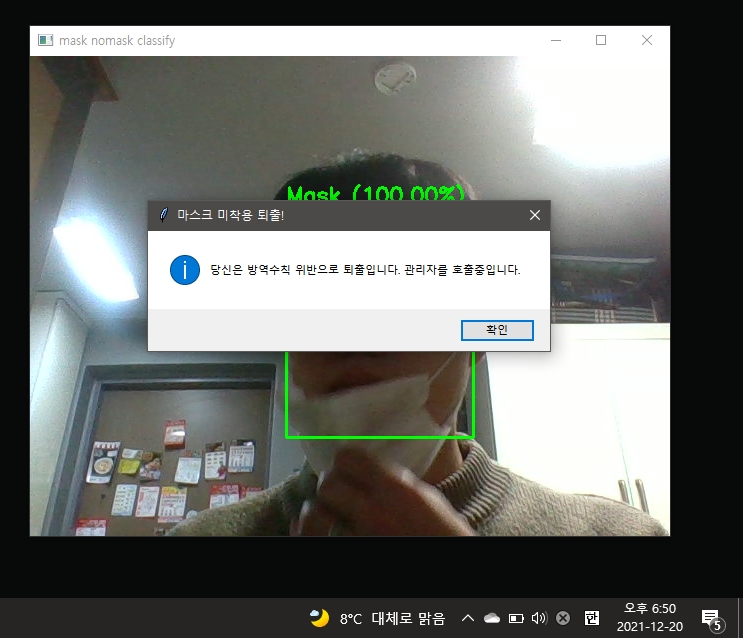 mask nomask classify
Mask (100.00%)
마스크 미착용 퇴출!
당신은 방역수칙 위반으로 퇴출입니다. 관리자를 호출중입니다.
확인
8℃ 대체로 맑음
한
오후 6:50
2021-12-20
5